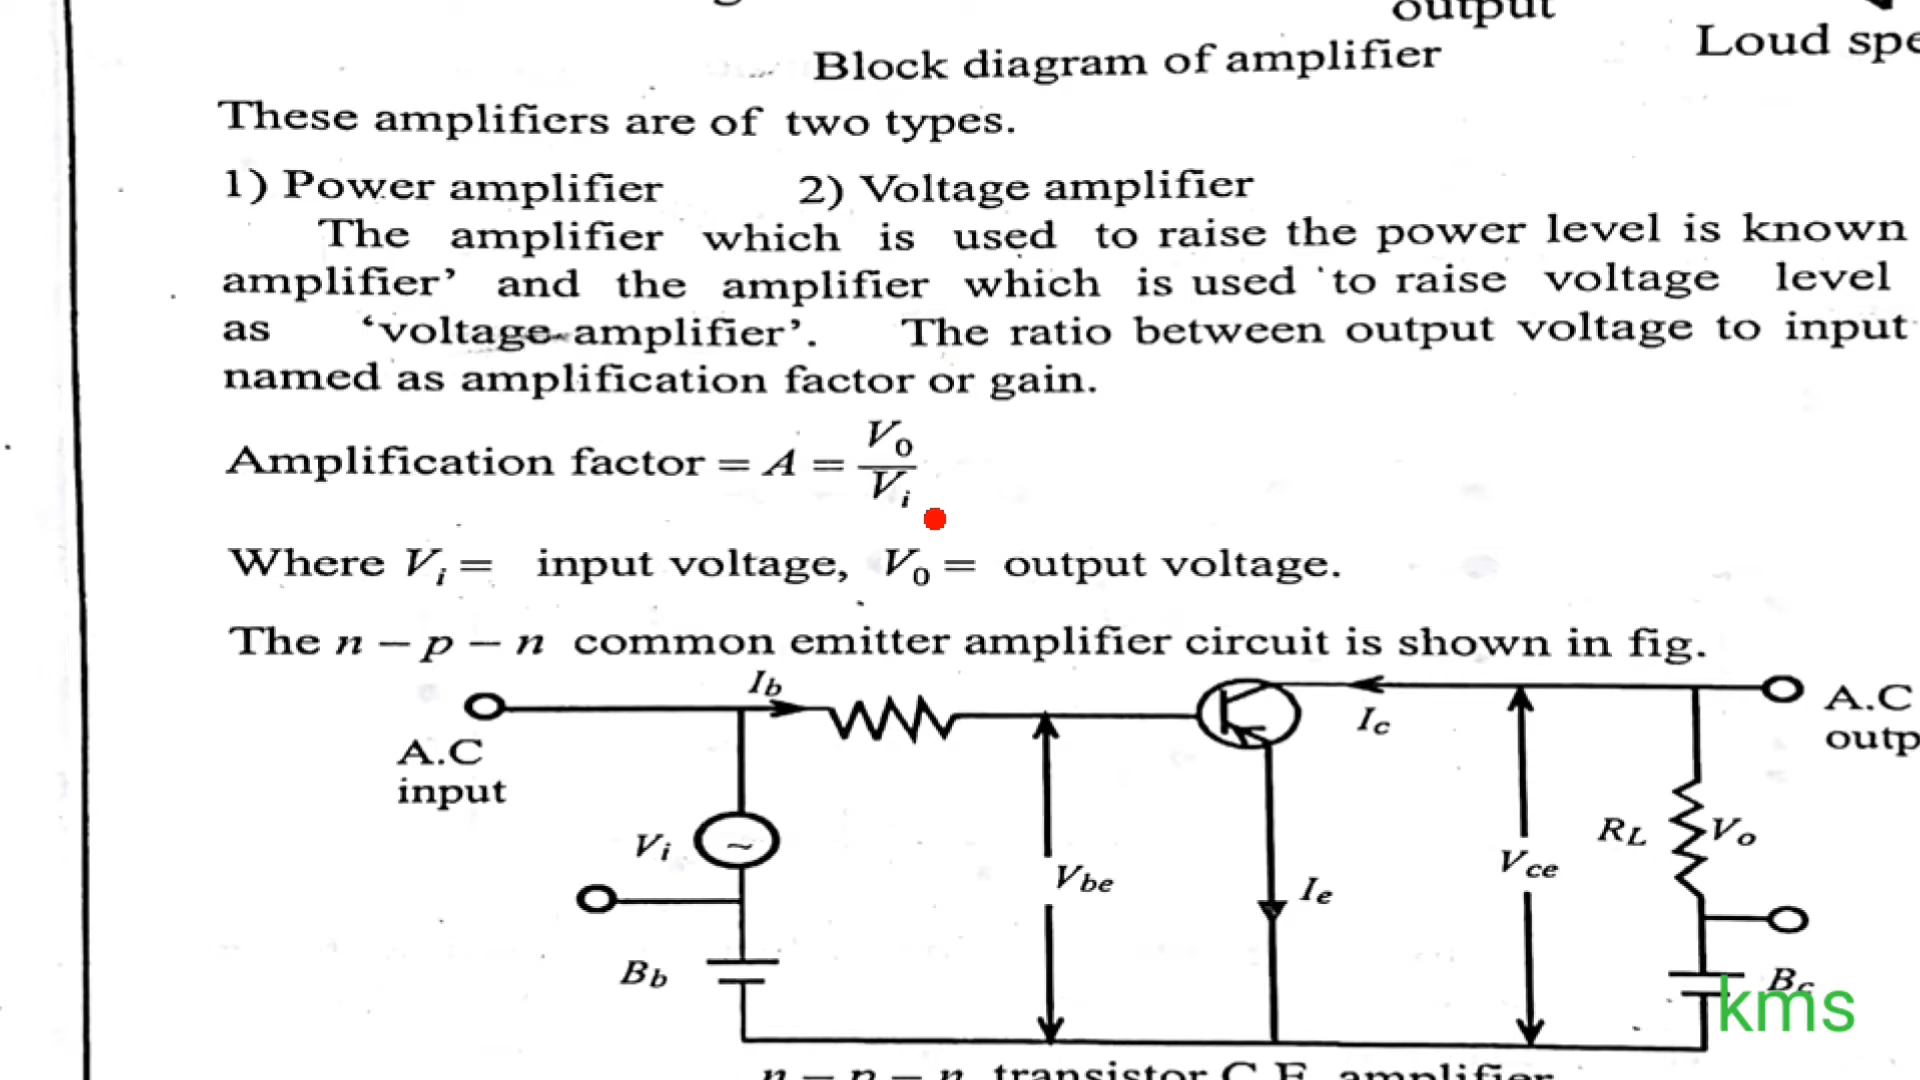 output
Block diagram of amplifier
Loud spe
These amplifiers are of two types.
1) Power amplifier 2) Voltage amplifier
The amplifier which is used to raise the power level is known
amplifier’ and the amplifier which is used to raise voltage level
as ‘voltage amplifier’. The ratio between output voltage to input
named as amplification factor or gain.
Amplification factor = A = V0 / Vi
Where Vi = input voltage, V0 = output voltage.
The n – p – n common emitter amplifier circuit is shown in fig.
Ib
A.C
input
Ic
A.C
outp
Vi
~
Vbe
Ie
Vce
RL
Vo
Bb
Bc
kms
n – p – n transistor C.E. amplifier